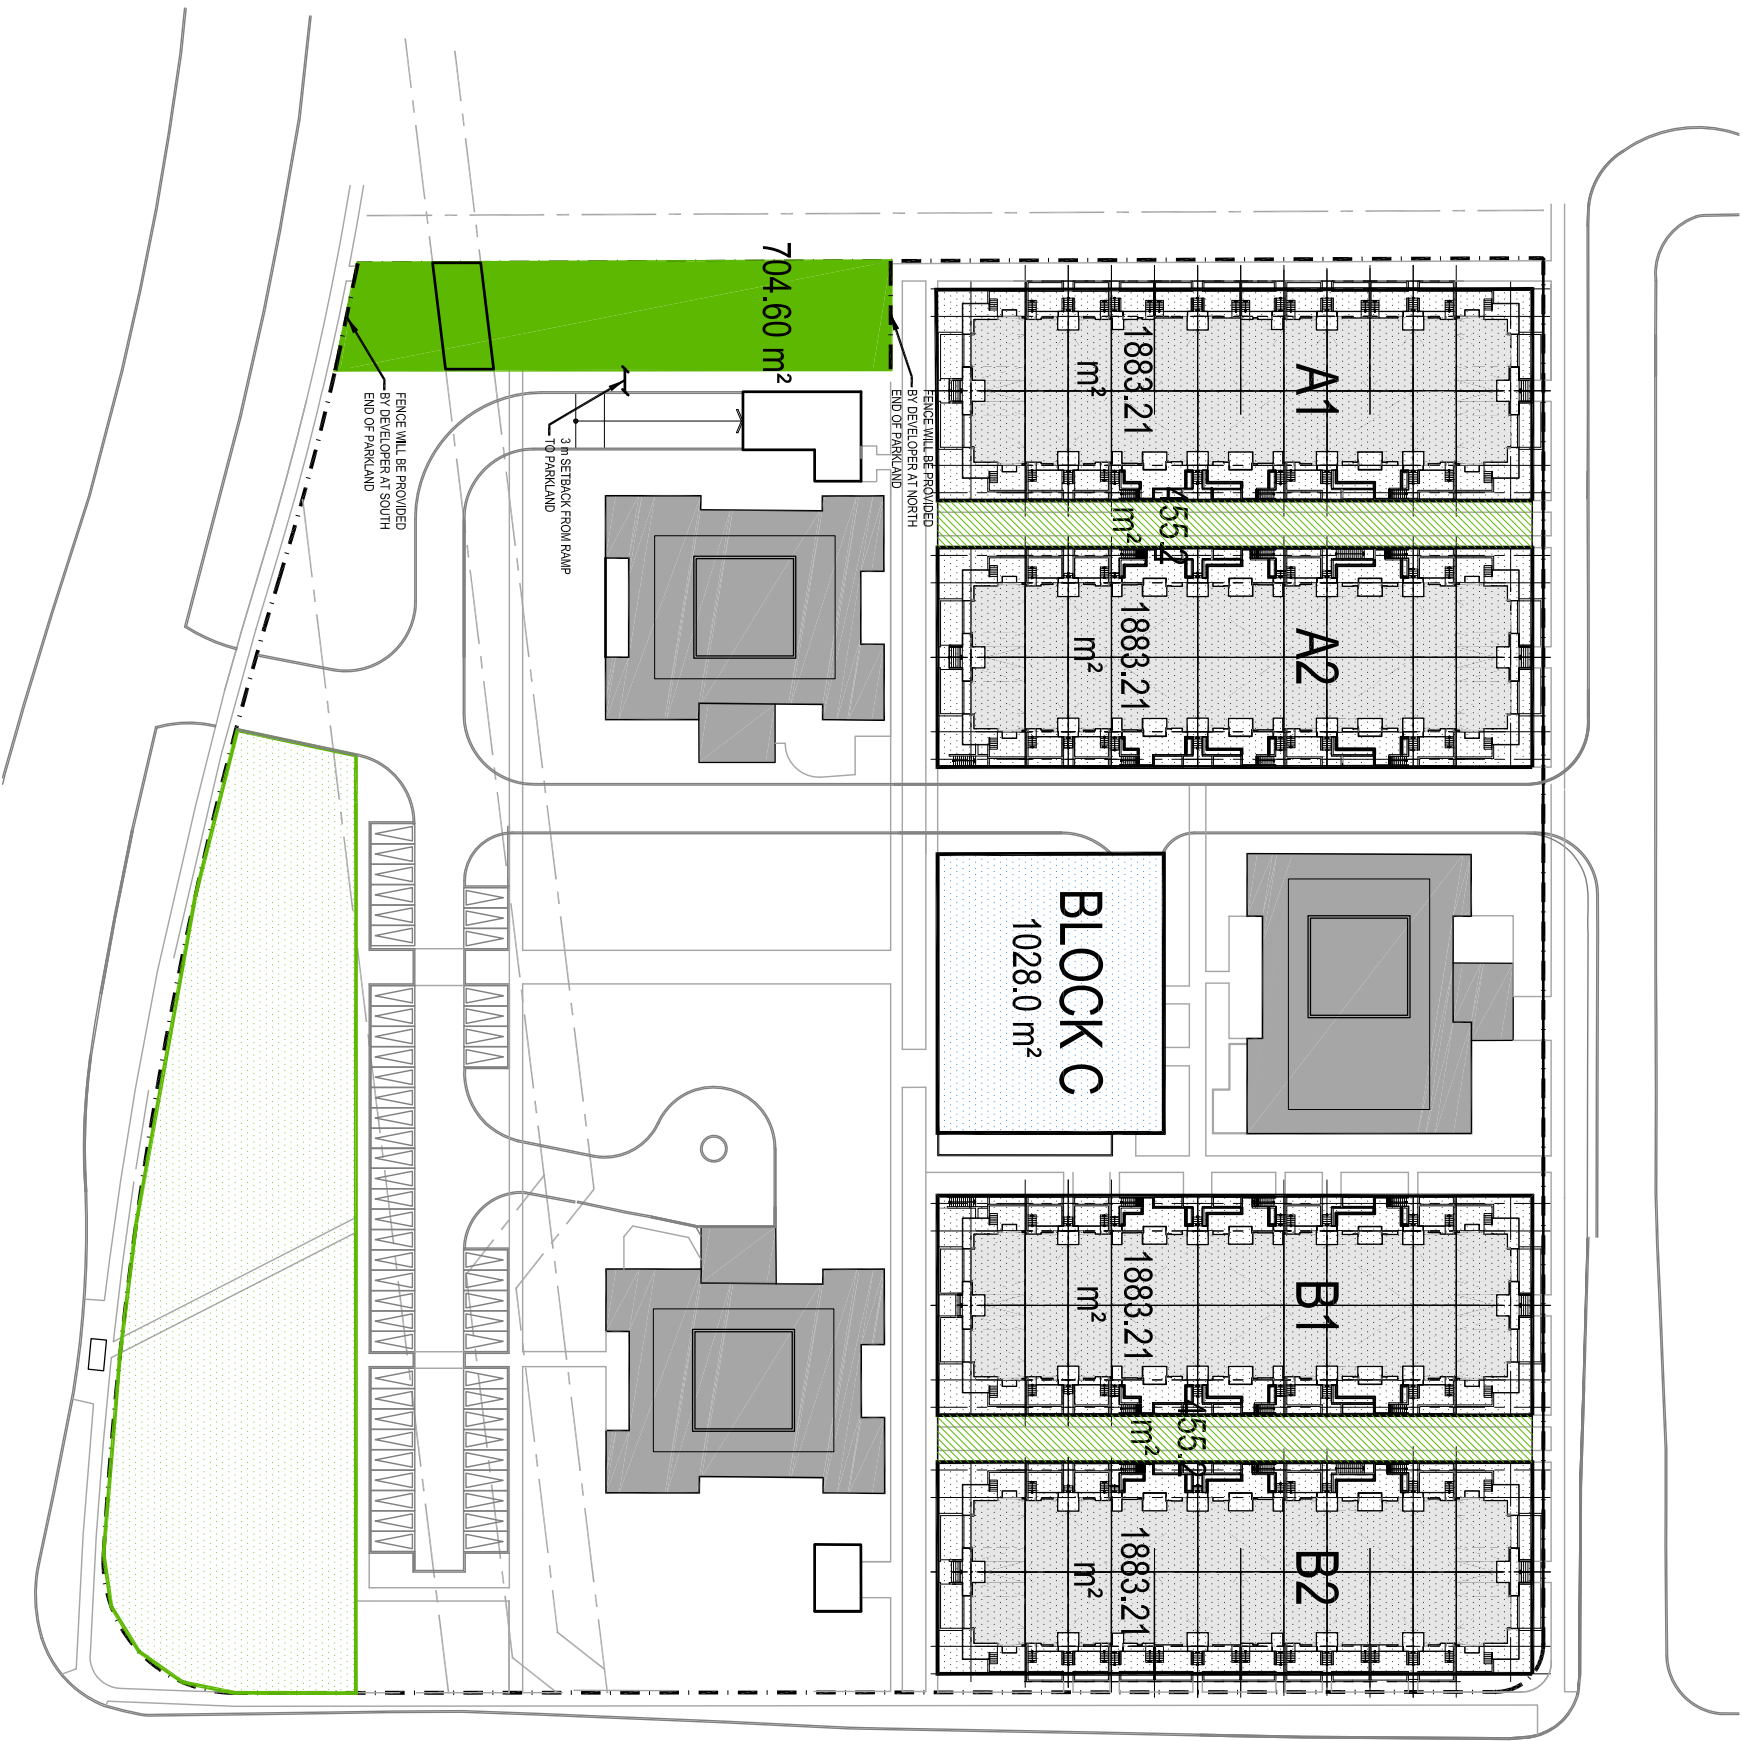 704.60 m²
FENCE WILL BE PROVIDED
BY DEVELOPER AT SOUTH
END OF PARKLAND
3 m SETBACK FROM RAMP
TO PARKLAND
FENCE WILL BE PROVIDED
BY DEVELOPER AT NORTH
END OF PARKLAND
A1
1883.21
m²
455.2
m²
A2
1883.21
m²
BLOCK C
1028.0 m²
B1
1883.21
m²
455.2
m²
B2
1883.21
m²